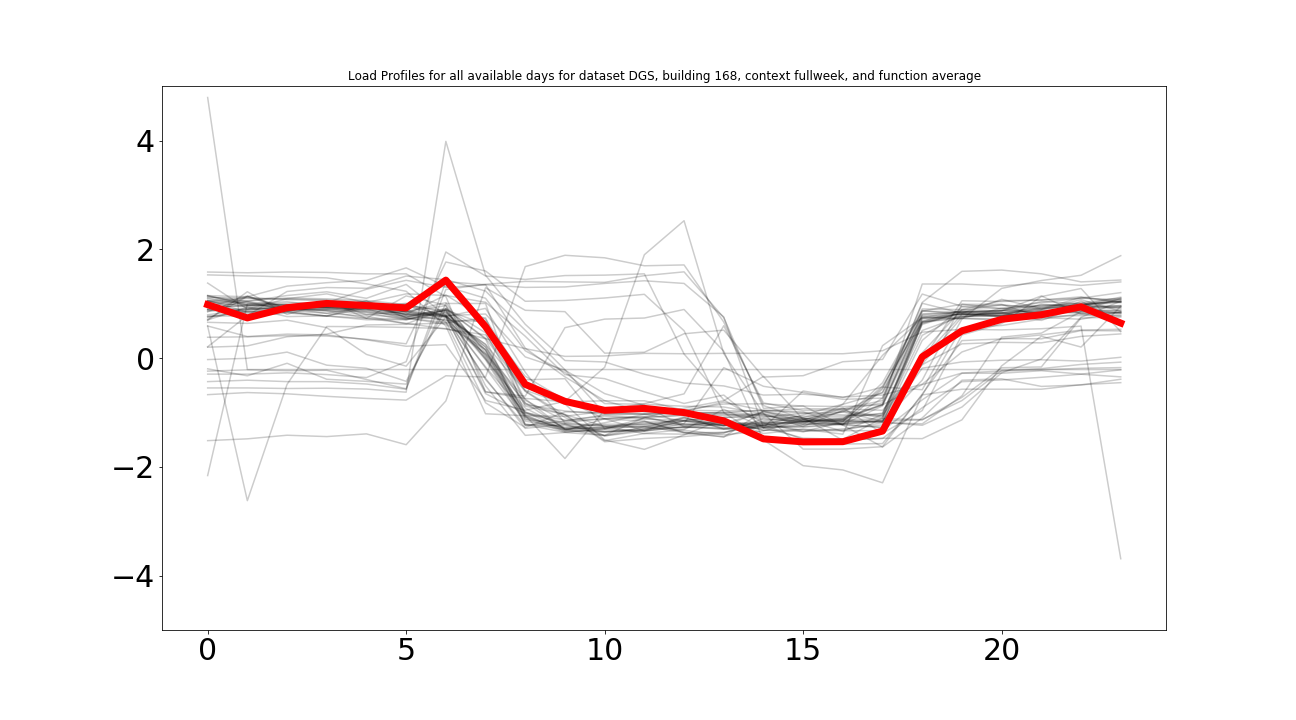 Load Profiles for all available days for dataset DGS, building 168, context fullweek, and function average
4
2
0
−2
−4
0 5 10 15 20